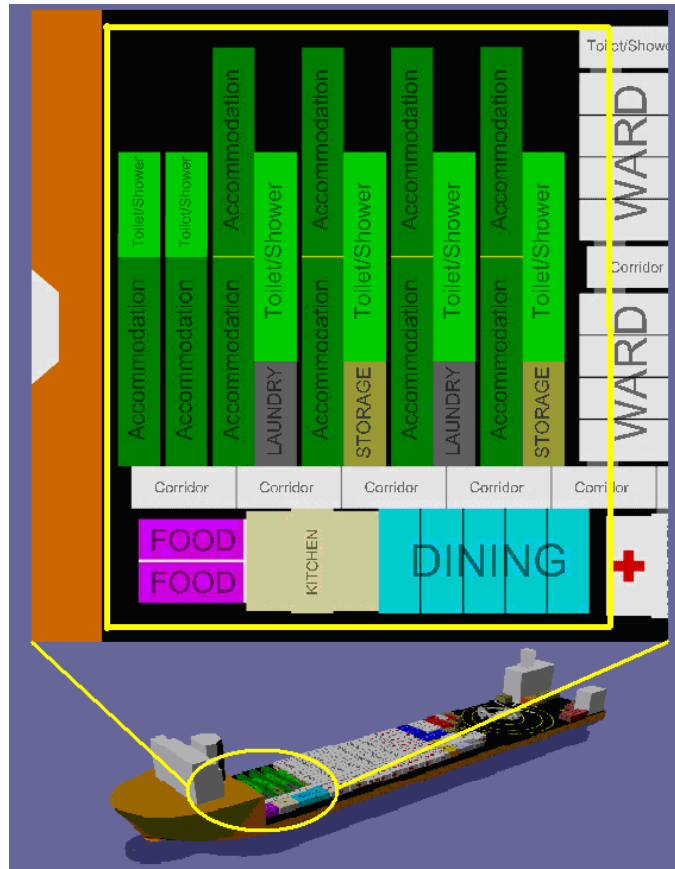 Toilet/Showe
Accommodation
Accommodation
Accommodation
Accommodation
WARD
Toilet/Shower
Toilet/Shower
Toilet/Shower
Toilet/Shower
Toilet/Shower
Toilet/Shower
Corridor
Accommodation
Accommodation
Accommodation
Accommodation
Accommodation
Accommodation
WARD
LAUNDRY
STORAGE
LAUNDRY
STORAGE
Corridor
Corridor
Corridor
Corridor
Corridor
FOOD
FOOD
KITCHEN
DINING